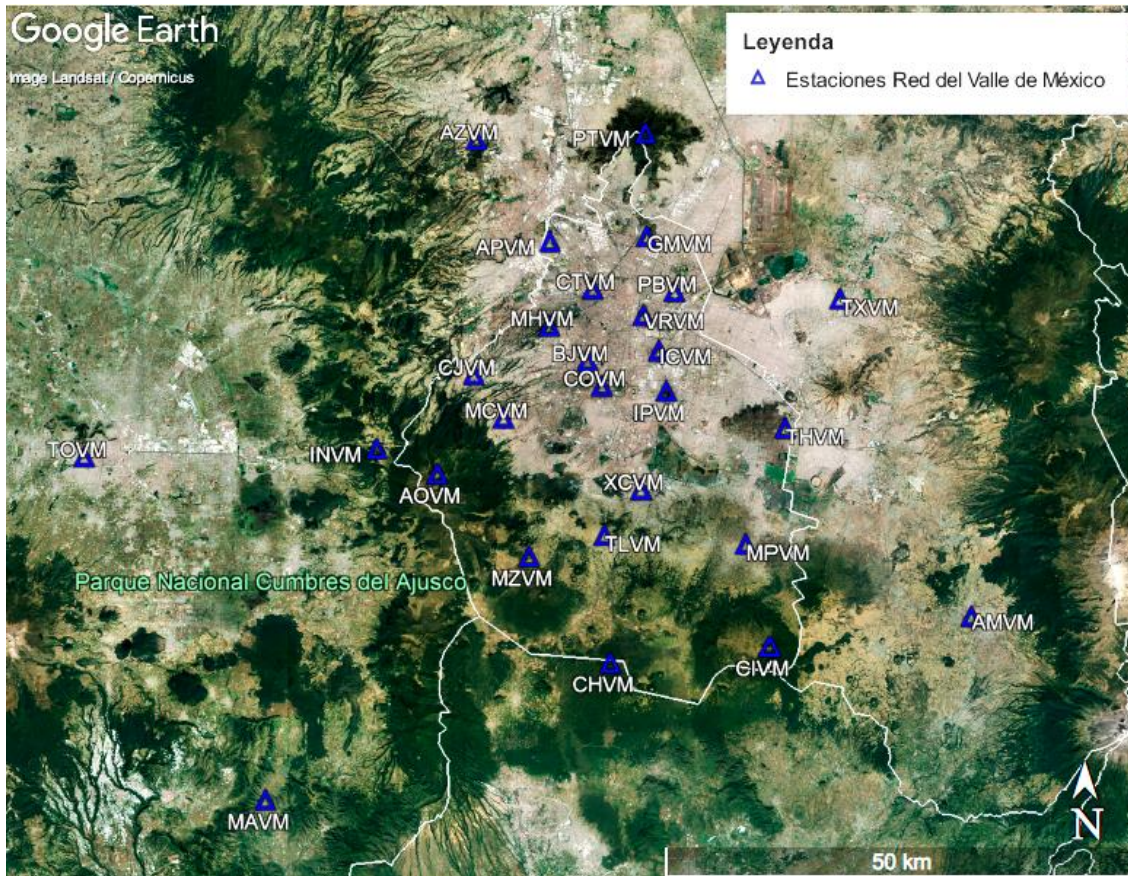 Google Earth
Image Landsat / Copernicus
Leyenda
Estaciones Red del Valle de México
AZVM
PTVM
APVM
GMVM
CTVM
PBVM
TXVM
MHVM
VRVM
BJVM
ICVM
CJVM
COVM
IPVM
MCVM
THVM
TOVM
INVM
AOVM
XCVM
TLVM
MPVM
MZVM
Parque Nacional Cumbres del Ajusco
AMVM
CIVM
CHVM
MAVM
N
50 km